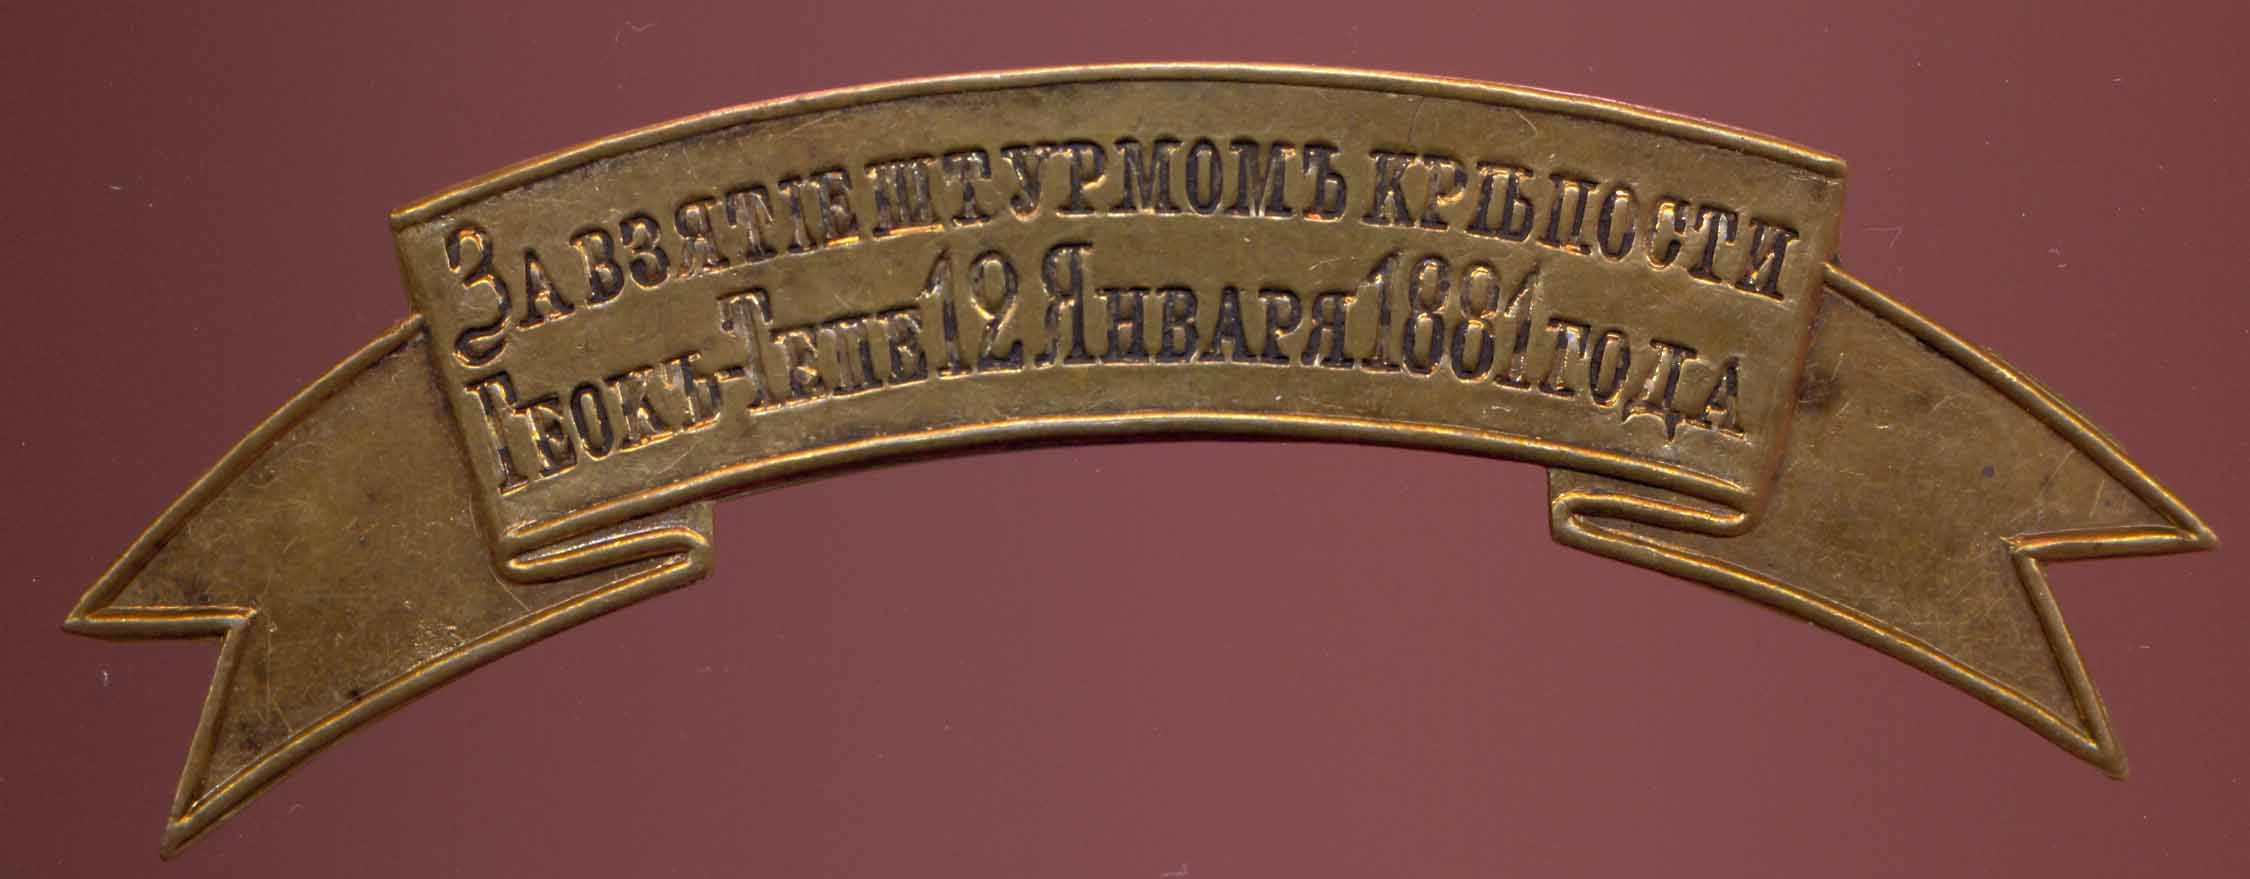 За взятіе штурмомъ крѣпости
Геокъ-Тепе 12 Января 1881 года